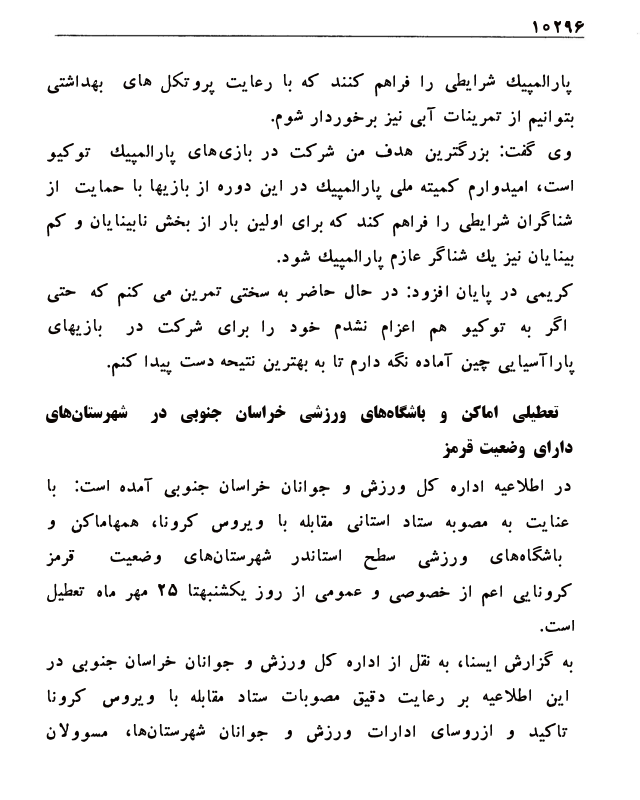 ۱۰۲۹۶
پارالمپیك شرایطی را فراهم کنند که با رعایت پروتکل های بهداشتی
بتوانیم از تمرینات آبی نیز برخوردار شوم.
وی گفت: بزرگترین هدف من شرکت در بازی‌های پارالمپیك توکیو
است، امیدوارم کمیته ملی پارالمپیك در این دوره از بازیها با حمایت از
شناگران شرایطی را فراهم کند که برای اولین بار از بخش نابینایان و کم
بینایان نیز یك شناگر عازم پارالمپیك شود.
کریمی در پایان افزود: در حال حاضر به سختی تمرین می کنم که حتی
اگر به توکیو هم اعزام نشدم خود را برای شرکت در بازیهای
پاراآسیایی چین آماده نگه دارم تا به بهترین نتیجه دست پیدا کنم.
تعطیلی اماکن و باشگاه‌های ورزشی خراسان جنوبی در شهرستان‌های
دارای وضعیت قرمز
در اطلاعیه اداره کل ورزش و جوانان خراسان جنوبی آمده است: با
عنایت به مصوبه ستاد استانی مقابله با ویروس کرونا، همهاماکن و
باشگاه‌های ورزشی سطح استاندر شهرستان‌های وضعیت قرمز
کرونایی اعم از خصوصی و عمومی از روز یکشنبهتا ۲۵ مهر ماه تعطیل
است.
به گزارش ایسنا، به نقل از اداره کل ورزش و جوانان خراسان جنوبی در
این اطلاعیه بر رعایت دقیق مصوبات ستاد مقابله با ویروس کرونا
تاکید و ازروسای ادارات ورزش و جوانان شهرستان‌ها، مسوولان